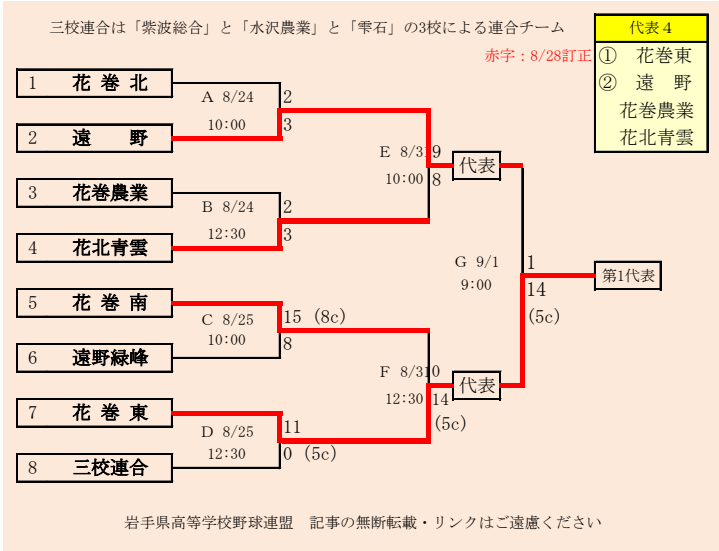 三校連合は「紫波総合」と「水沢農業」と「雫石」の3校による連合チーム
代表4
赤字：8/28訂正
① 花巻東
② 遠　野
花巻農業
花北青雲
1 花 巻 北
A 8/24
10:00
2
3
2 遠　野
E 8/31
10:00
9
8
代表
3 花巻農業
B 8/24
12:30
2
3
4 花北青雲
G 9/1
9:00
1
14
(5c)
第1代表
5 花 巻 南
C 8/25
10:00
15 (8c)
8
6 遠野緑峰
F 8/31
12:30
0
14
(5c)
代表
7 花 巻 東
D 8/25
12:30
11
0 (5c)
8 三校連合
岩手県高等学校野球連盟　記事の無断転載・リンクはご遠慮ください